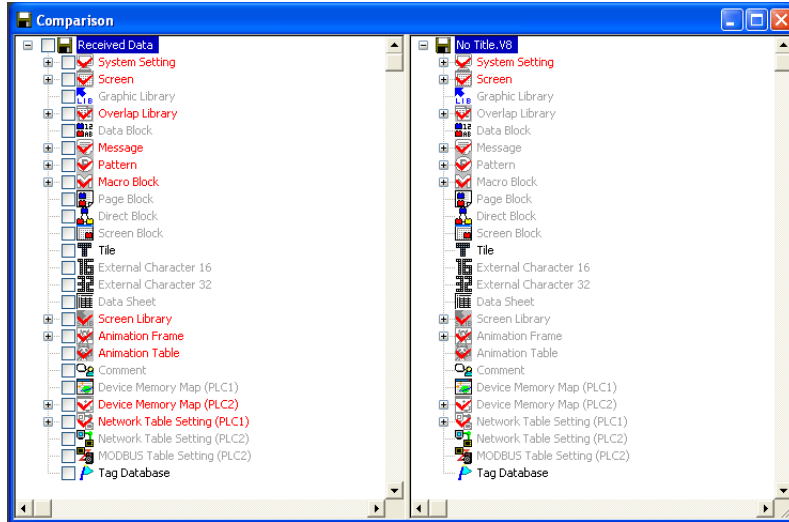 Comparison
Received Data
System Setting
Screen
Graphic Library
Overlap Library
Data Block
Message
Pattern
Macro Block
Page Block
Direct Block
Screen Block
Tile
External Character 16
External Character 32
Data Sheet
Screen Library
Animation Frame
Animation Table
Comment
Device Memory Map (PLC1)
Device Memory Map (PLC2)
Network Table Setting (PLC1)
Network Table Setting (PLC2)
MODBUS Table Setting (PLC2)
Tag Database
No Title.V8
System Setting
Screen
Graphic Library
Overlap Library
Data Block
Message
Pattern
Macro Block
Page Block
Direct Block
Screen Block
Tile
External Character 16
External Character 32
Data Sheet
Screen Library
Animation Frame
Animation Table
Comment
Device Memory Map (PLC1)
Device Memory Map (PLC2)
Network Table Setting (PLC1)
Network Table Setting (PLC2)
MODBUS Table Setting (PLC2)
Tag Database